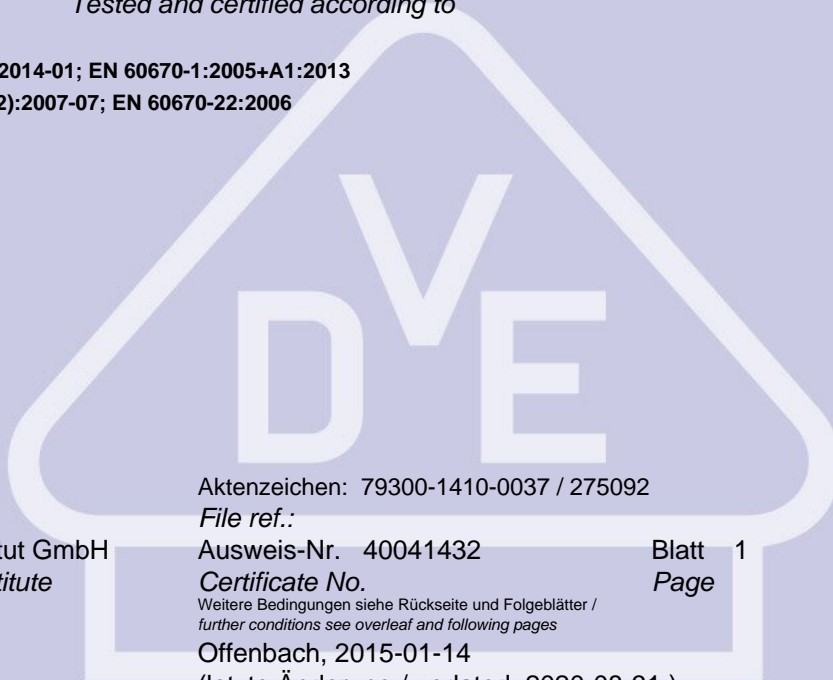 Tested and certified according to
2014-01; EN 60670-1:2005+A1:2013
2):2007-07; EN 60670-22:2006
VDE
Aktenzeichen: 79300-1410-0037 / 275092
File ref.:
tut GmbH
Ausweis-Nr. 40041432 Blatt 1
titute
Certificate No. Page
Weitere Bedingungen siehe Rückseite und Folgeblätter /
further conditions see overleaf and following pages
Offenbach, 2015-01-14